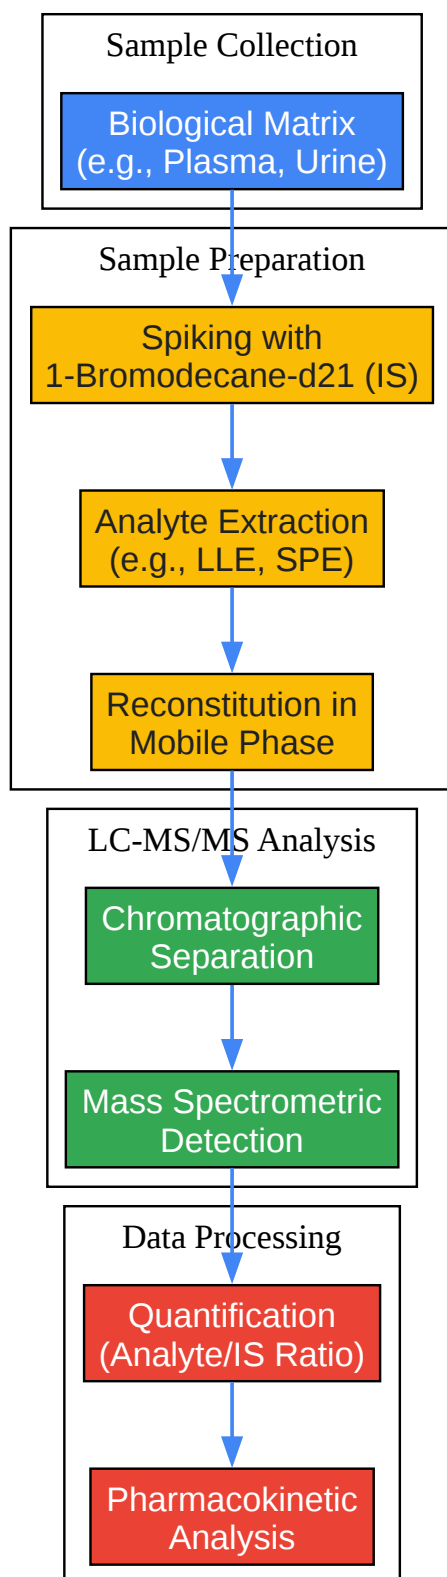 Sample Collection
Biological Matrix
(e.g., Plasma, Urine)
Sample Preparation
Spiking with
1-Bromodecane-d21 (IS)
Analyte Extraction
(e.g., LLE, SPE)
Reconstitution in
Mobile Phase
LC-MS/MS Analysis
Chromatographic
Separation
Mass Spectrometric
Detection
Data Processing
Quantification
(Analyte/IS Ratio)
Pharmacokinetic
Analysis